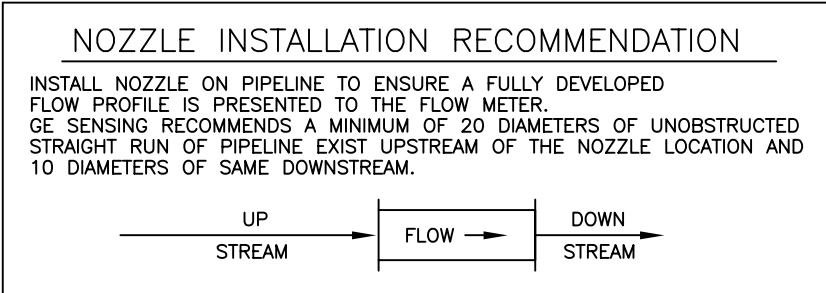 NOZZLE INSTALLATION RECOMMENDATION
INSTALL NOZZLE ON PIPELINE TO ENSURE A FULLY DEVELOPED
FLOW PROFILE IS PRESENTED TO THE FLOW METER.
GE SENSING RECOMMENDS A MINIMUM OF 20 DIAMETERS OF UNOBSTRUCTED
STRAIGHT RUN OF PIPELINE EXIST UPSTREAM OF THE NOZZLE LOCATION AND
10 DIAMETERS OF SAME DOWNSTREAM.
UP
STREAM
FLOW
DOWN
STREAM